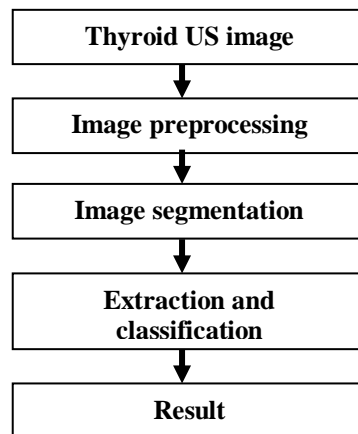 Thyroid US image
Image preprocessing
Image segmentation
Extraction and
classification
Result